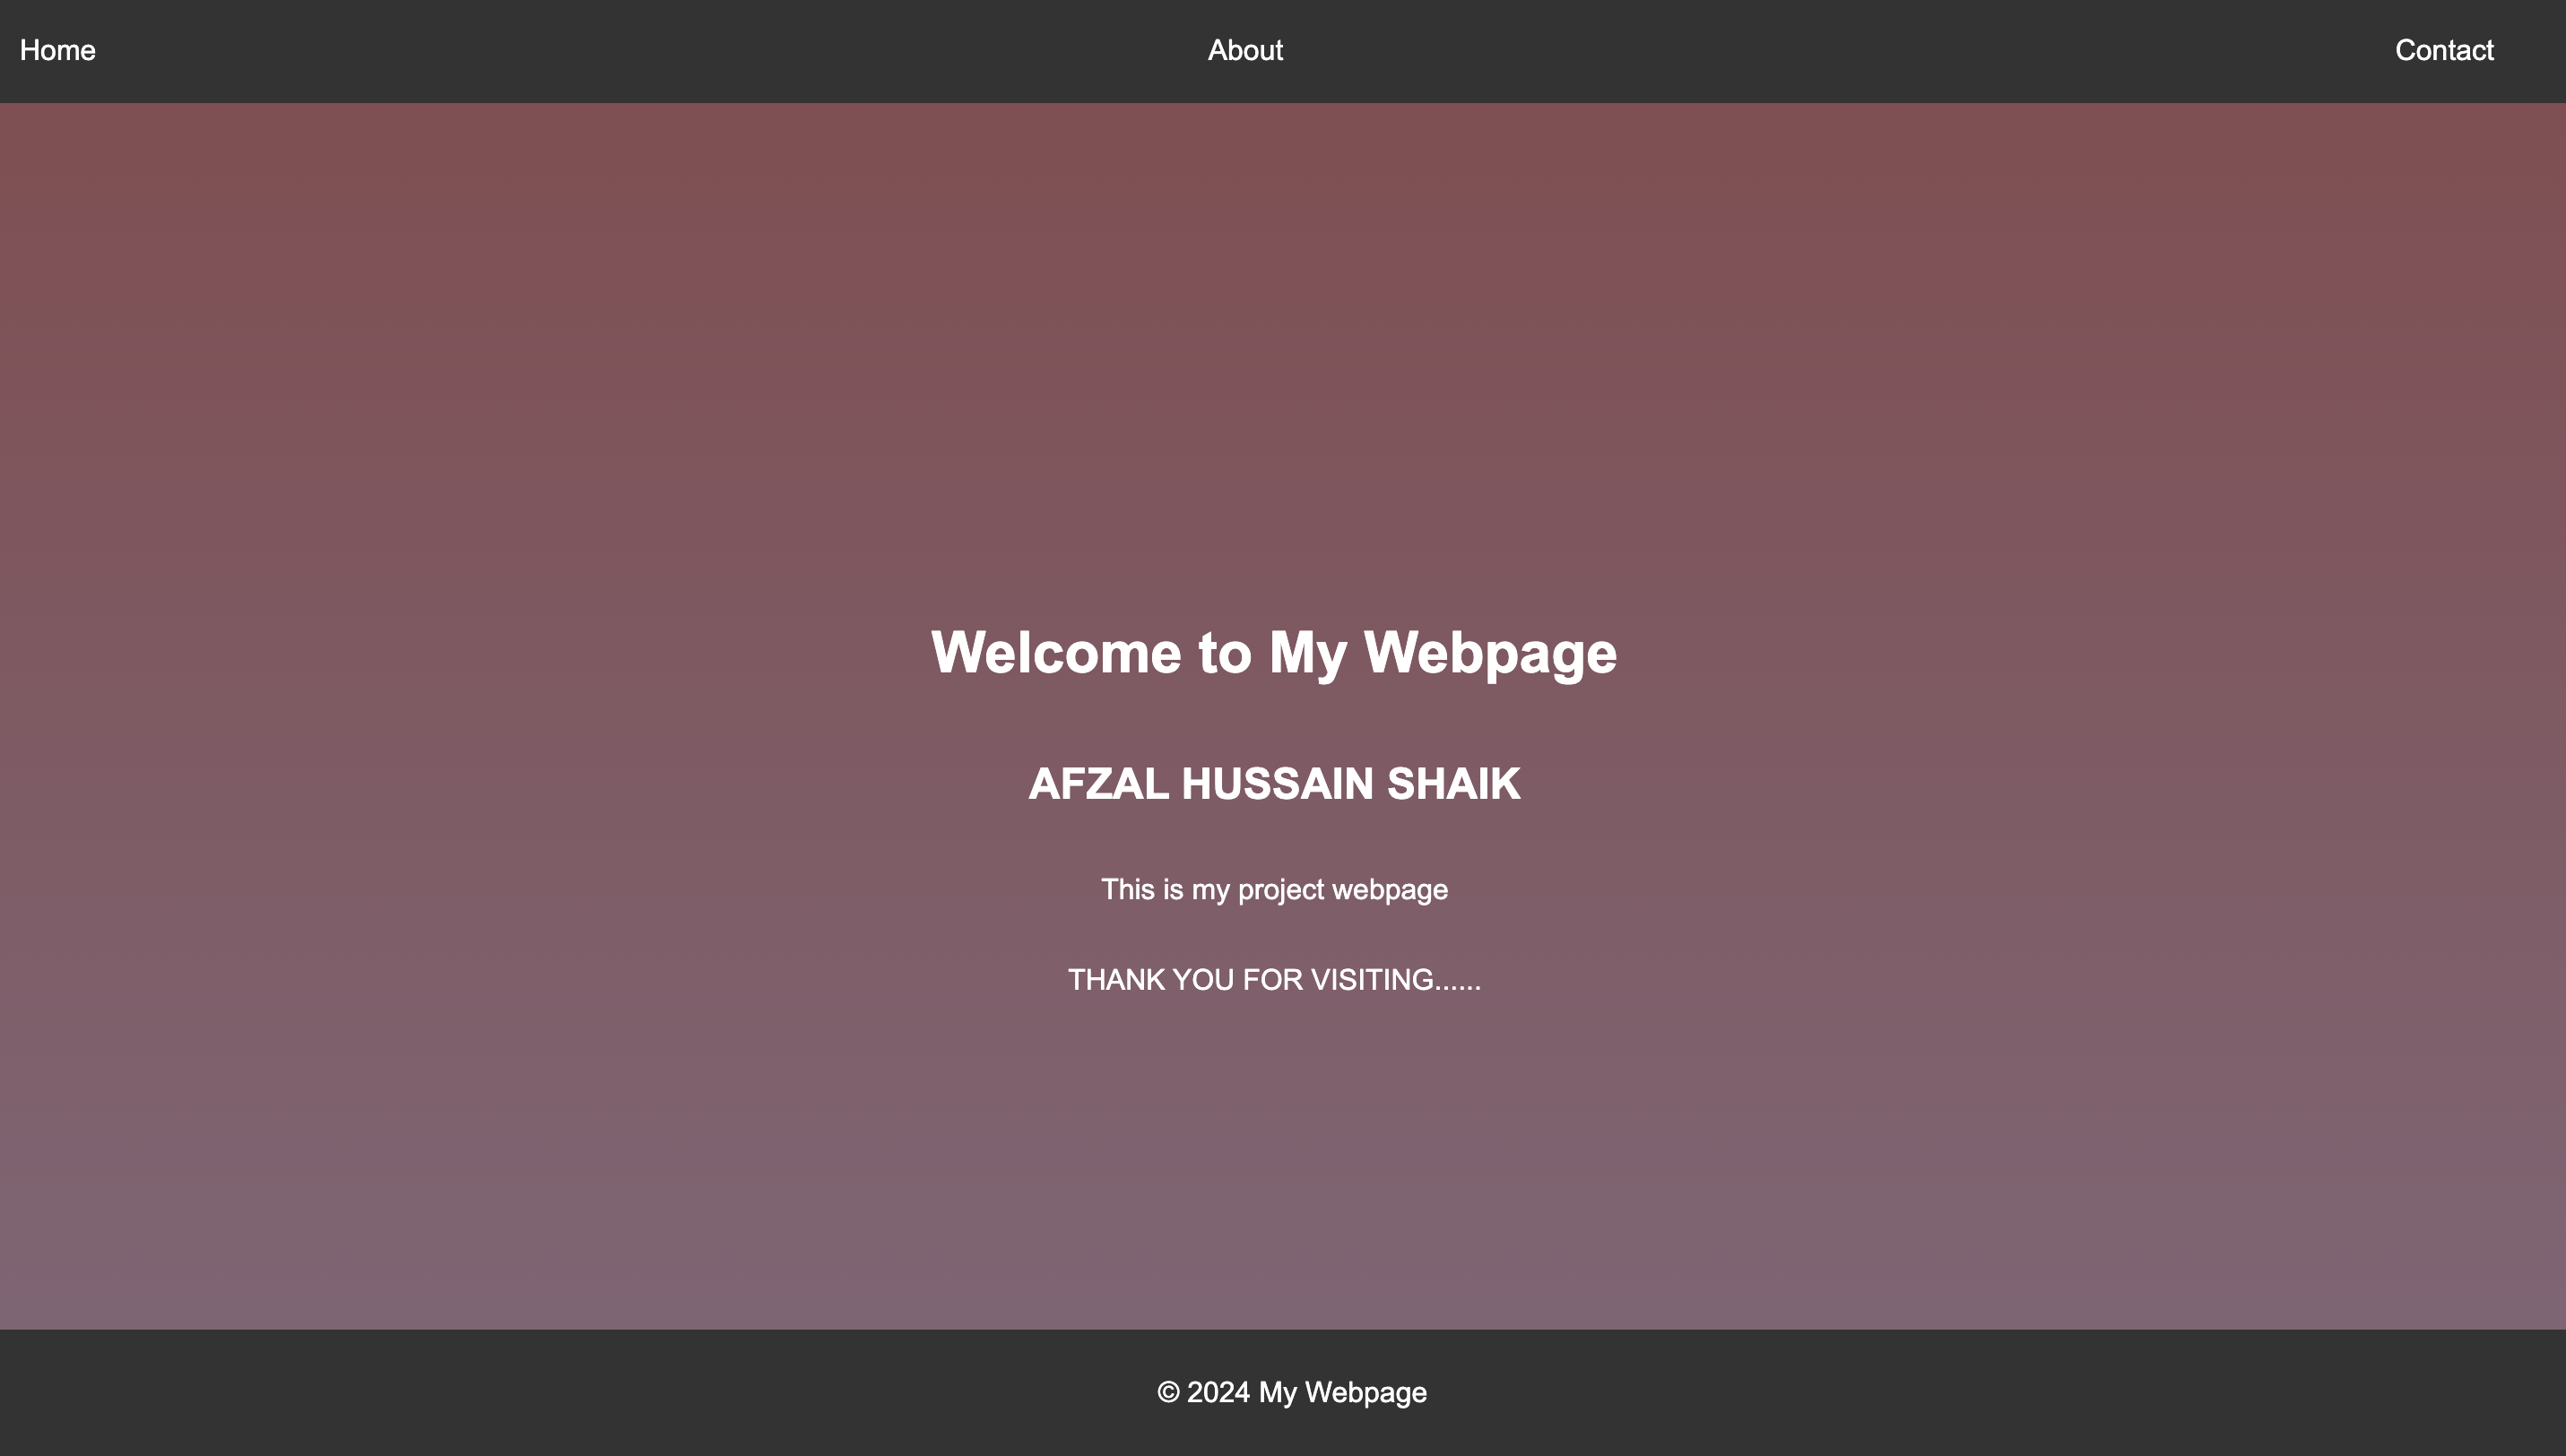 Home About Contact
Welcome to My Webpage
AFZAL HUSSAIN SHAIK
This is my project webpage
THANK YOU FOR VISITING......
© 2024 My Webpage